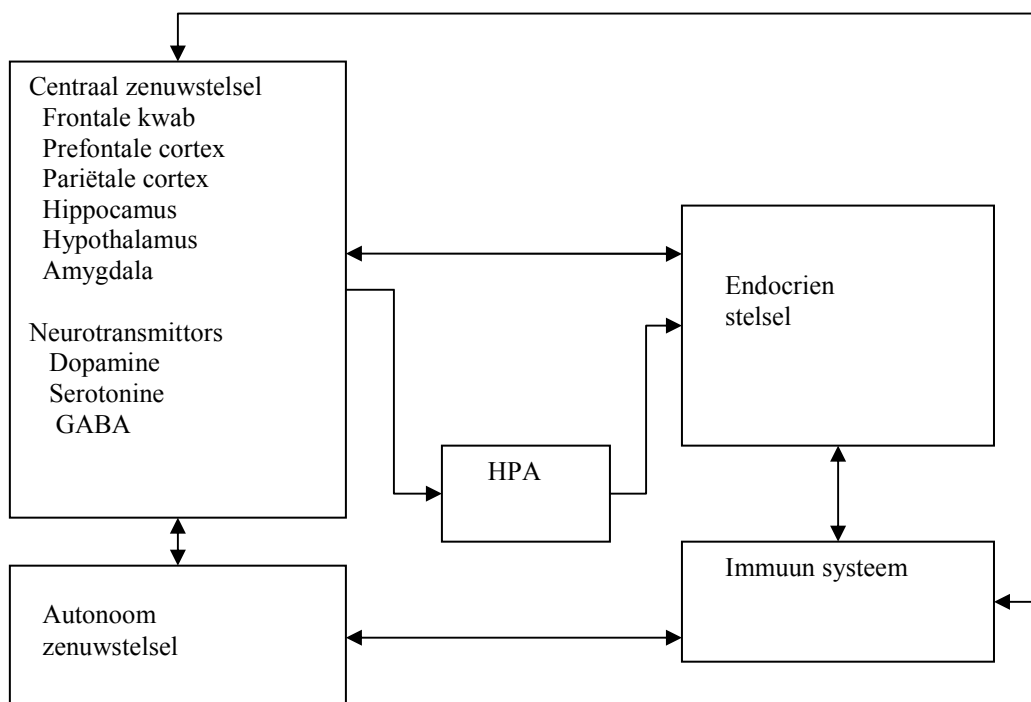 Centraal zenuwstelsel
Frontale kwab
Prefontale cortex
Pariëtale cortex
Hippocamus
Hypothalamus
Amygdala
Neurotransmittors
Dopamine
Serotonine
GABA
Endocrien
stelsel
HPA
Immuun systeem
Autonoom
zenuwstelsel